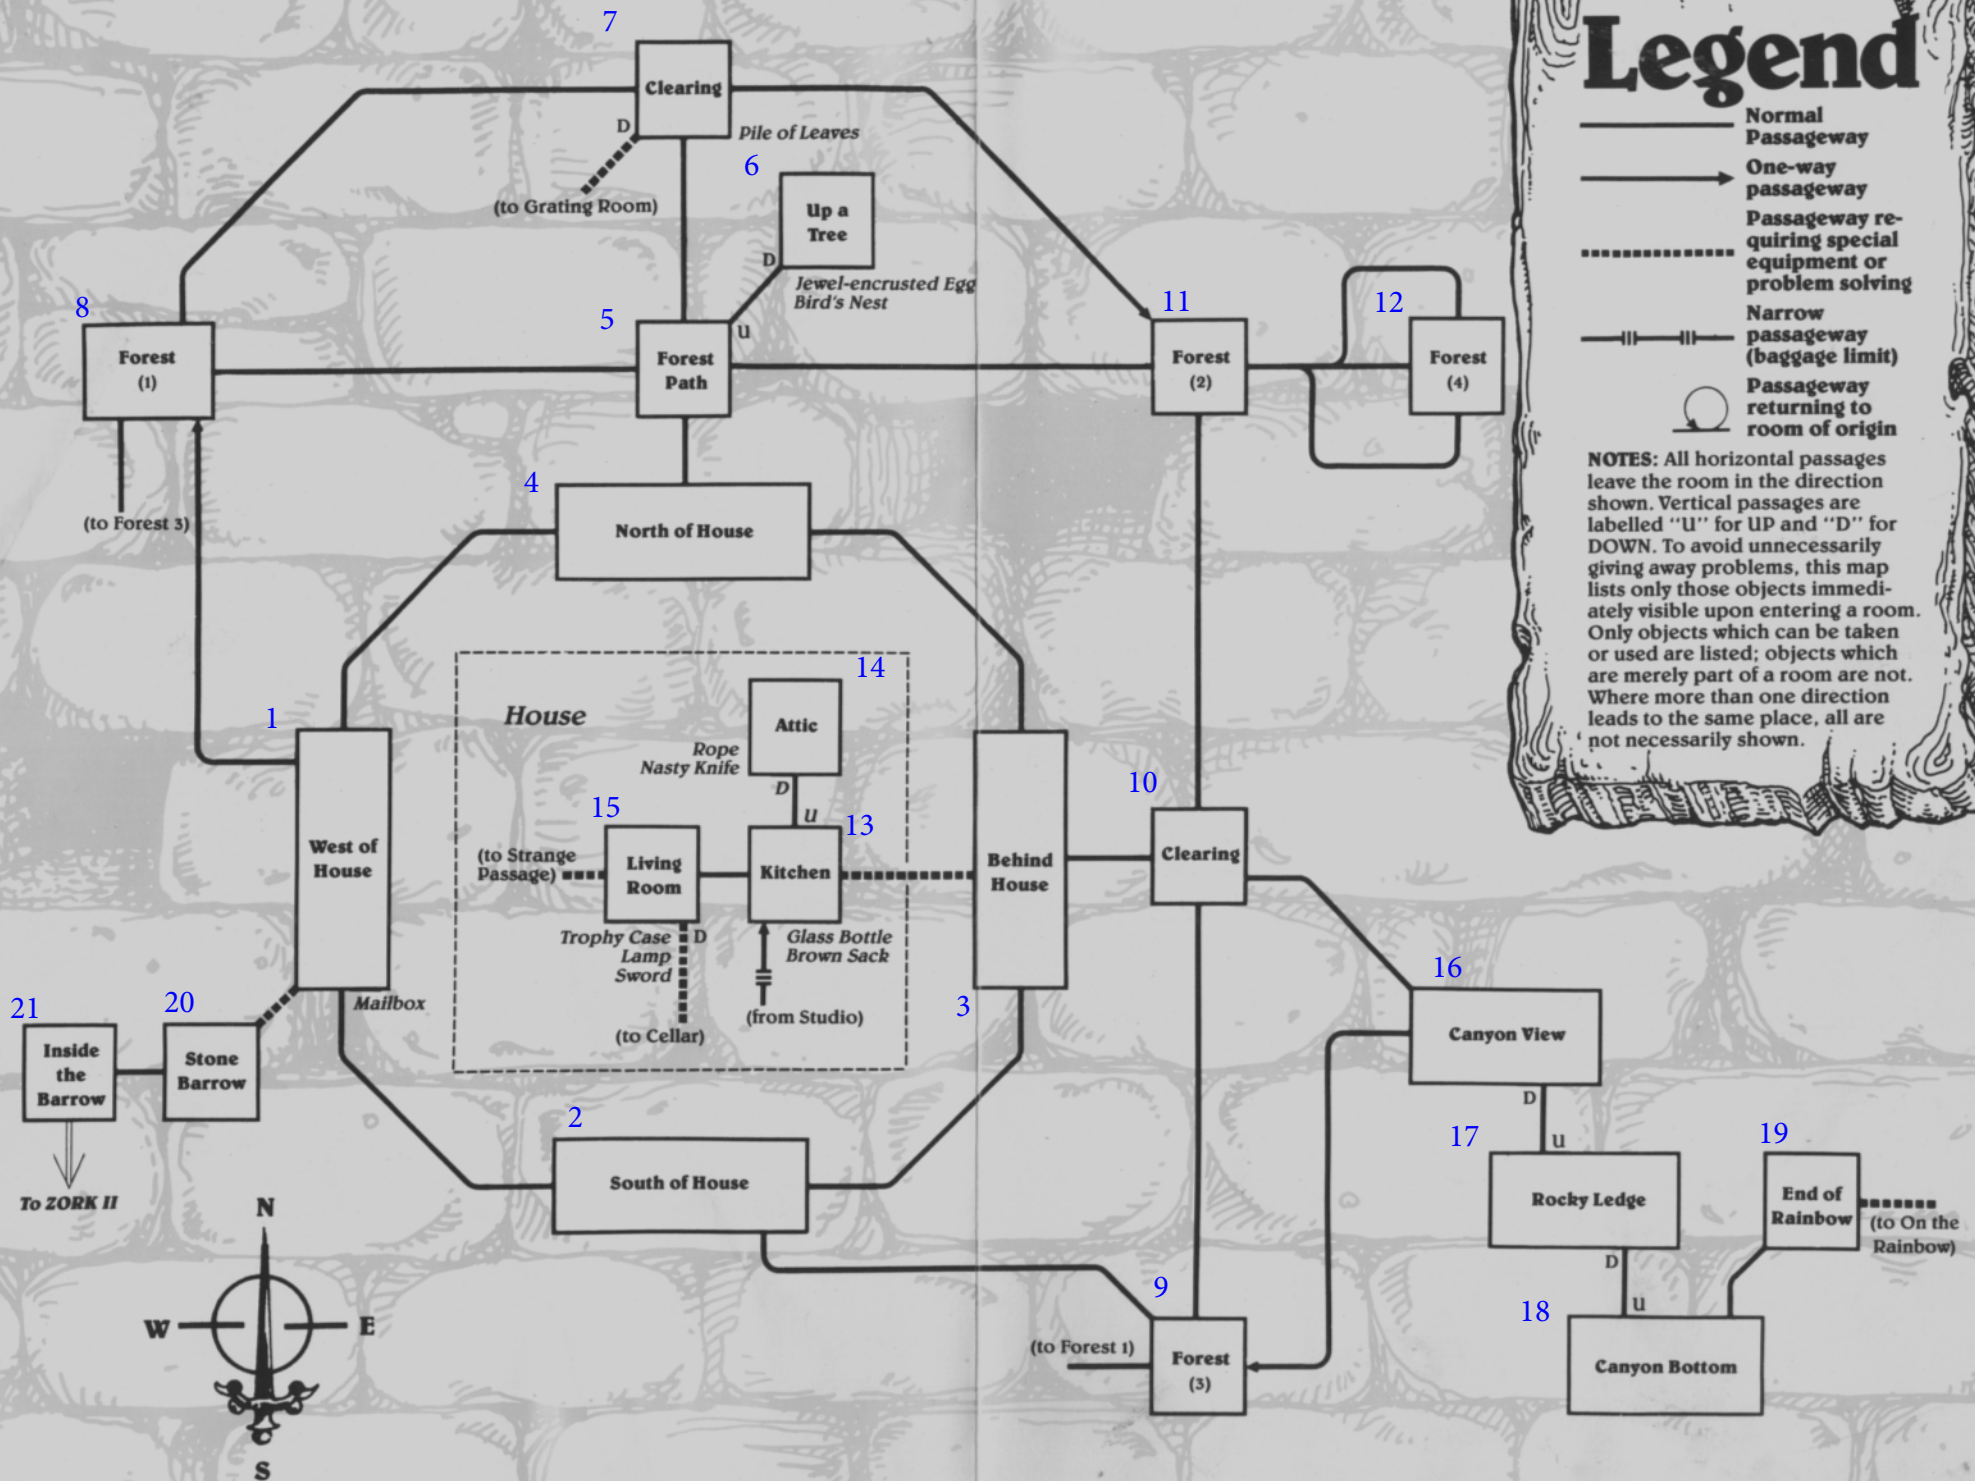 7
Clearing
D
Pile of Leaves
(to Grating Room)
6
Up a
Tree
D
Jewel-encrusted Egg
Bird's Nest
8
Forest
(1)
5
U
Forest
Path
11
Forest
(2)
12
Forest
(4)
(to Forest 3)
4
North of House
1
West of
House
Mailbox
House
14
Attic
Rope
Nasty Knife
D
U
15
13
(to Strange
Passage)
Living
Room
Kitchen
Trophy Case
Lamp
Sword
D
Glass Bottle
Brown Sack
(to Cellar)
(from Studio)
Behind
House
3
10
Clearing
16
Canyon View
D
U
17
Rocky Ledge
D
U
18
Canyon Bottom
19
End of
Rainbow
(to On the
Rainbow)
21
Inside
the
Barrow
20
Stone
Barrow
To ZORK II
2
South of House
9
(to Forest 1)
Forest
(3)
N
W
E
S
Legend
Normal
Passageway
One-way
passageway
Passageway re-
quiring special
equipment or
problem solving
Narrow
passageway
(baggage limit)
Passageway
returning to
room of origin
NOTES: All horizontal passages
leave the room in the direction
shown. Vertical passages are
labelled "U" for UP and "D" for
DOWN. To avoid unnecessarily
giving away problems, this map
lists only those objects immedi-
ately visible upon entering a room.
Only objects which can be taken
or used are listed; objects which
are merely part of a room are not.
Where more than one direction
leads to the same place, all are
not necessarily shown.